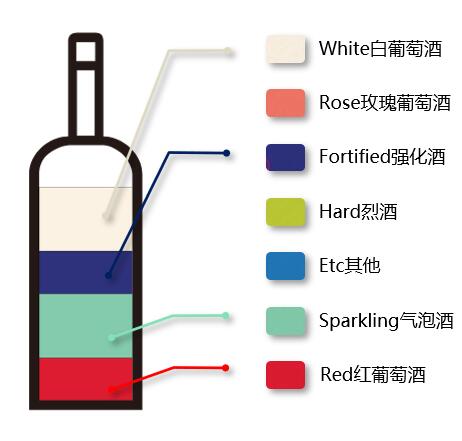 White白葡萄酒
Rose玫瑰葡萄酒
Fortified强化酒
Hard烈酒
Etc其他
Sparkling气泡酒
Red红葡萄酒